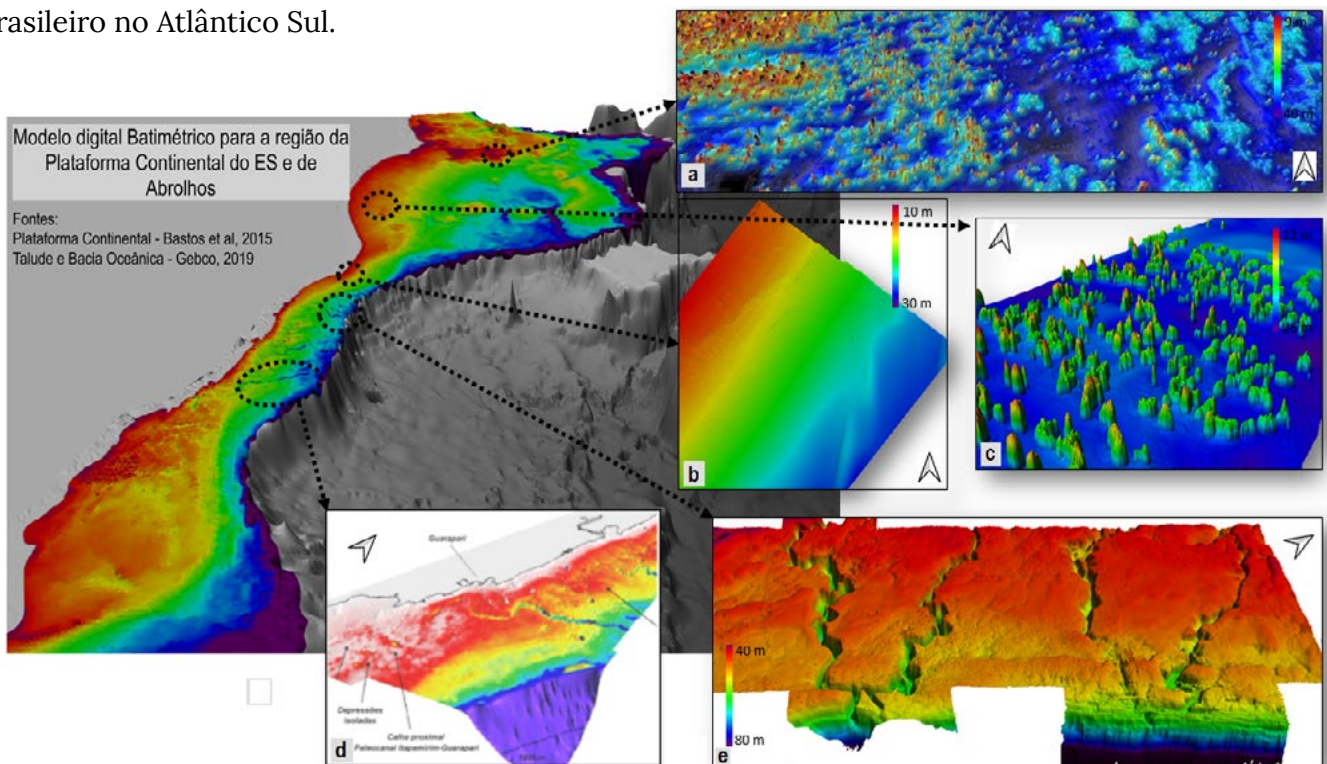 rasileiro no Atlântico Sul.
Modelo digital Batimétrico para a região da
Plataforma Continental do ES e de
Abrolhos
Fontes:
Plataforma Continental - Bastos et al, 2015
Talude e Bacia Oceânica - Gebco, 2019
a
10 m
30 m
b
c
Guarapari
Depressões
isoladas
Calha proximal
Paleocanal Itapemirim-Guarapari
d
40 m
80 m
e